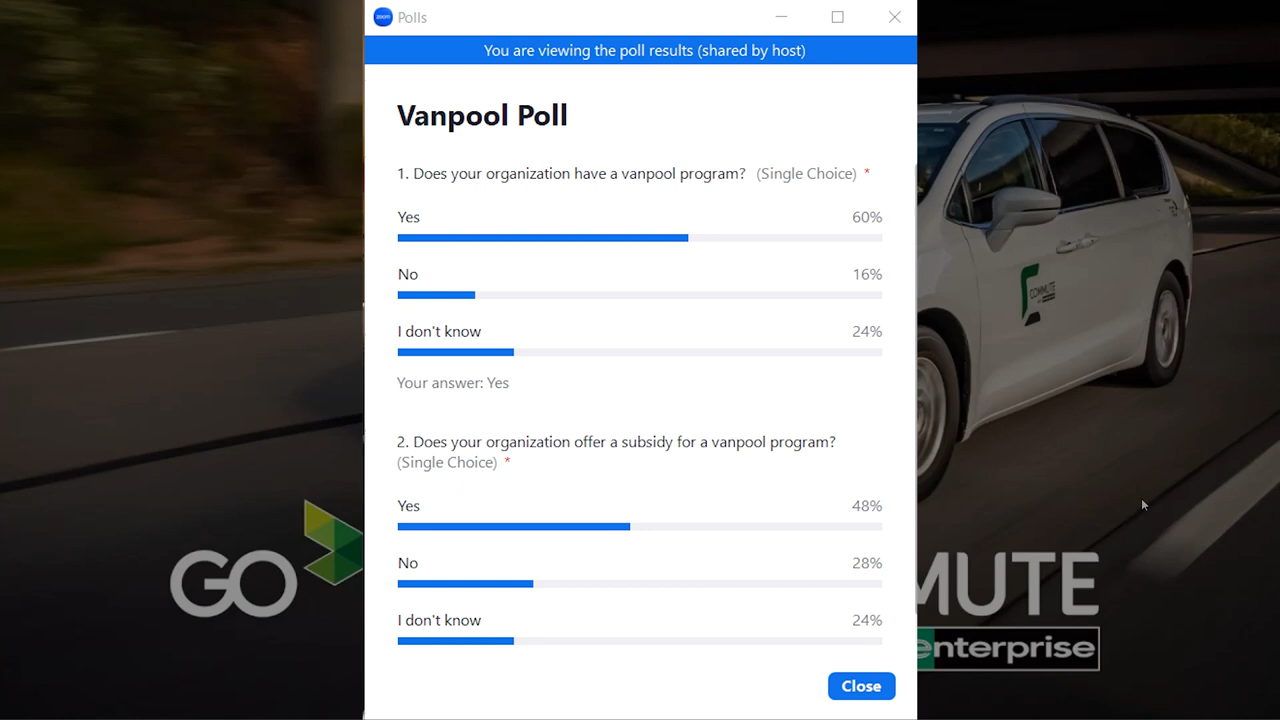 zoom Polls
You are viewing the poll results (shared by host)
Vanpool Poll
1. Does your organization have a vanpool program? (Single Choice) *
Yes 60%
No 16%
I don't know 24%
Your answer: Yes
2. Does your organization offer a subsidy for a vanpool program?
(Single Choice) *
Yes 48%
No 28%
I don't know 24%
Close
COMMUTE
GO
MUTE
enterprise